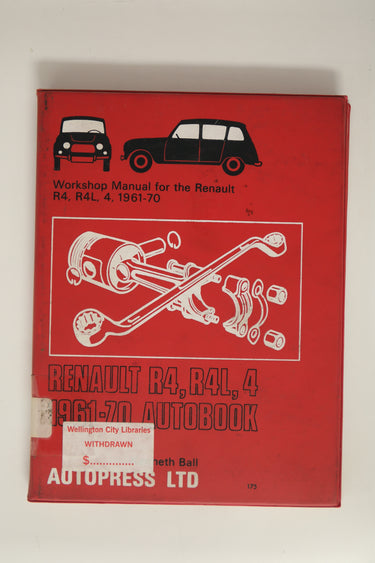 Workshop Manual for the Renault
R4, R4L, 4, 1961-70
RENAULT R4, R4L, 4
1961-70 AUTOBOOK
Wellington City Libraries
WITHDRAWN
$..............
neth Ball
AUTOPRESS LTD
175